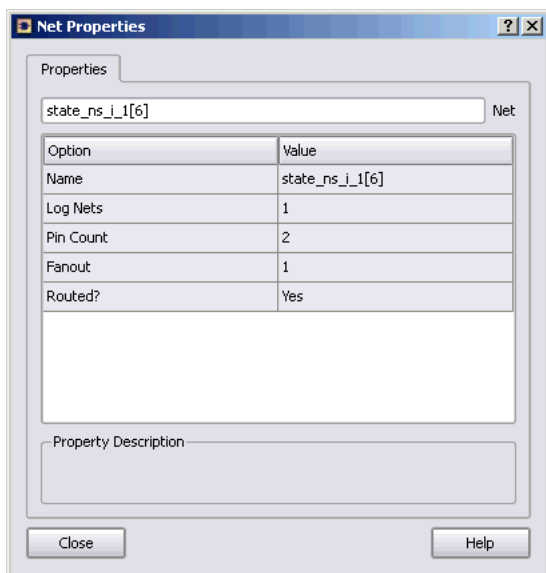 Net Properties
Properties
state_ns_i_1[6] Net
Option Value
Name state_ns_i_1[6]
Log Nets 1
Pin Count 2
Fanout 1
Routed? Yes
Property Description
Close Help